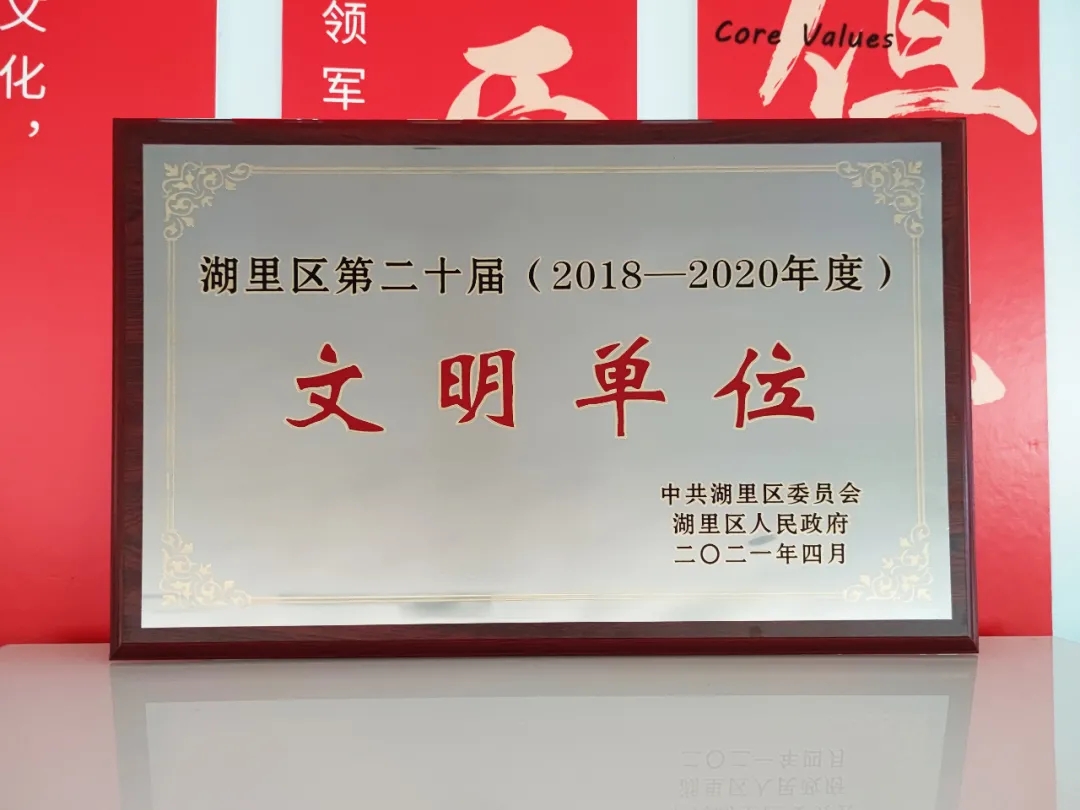 文化，
领军
Core Values
值
湖里区第二十届（2018—2020年度）
文明单位
中共湖里区委员会
湖里区人民政府
二〇二一年四月